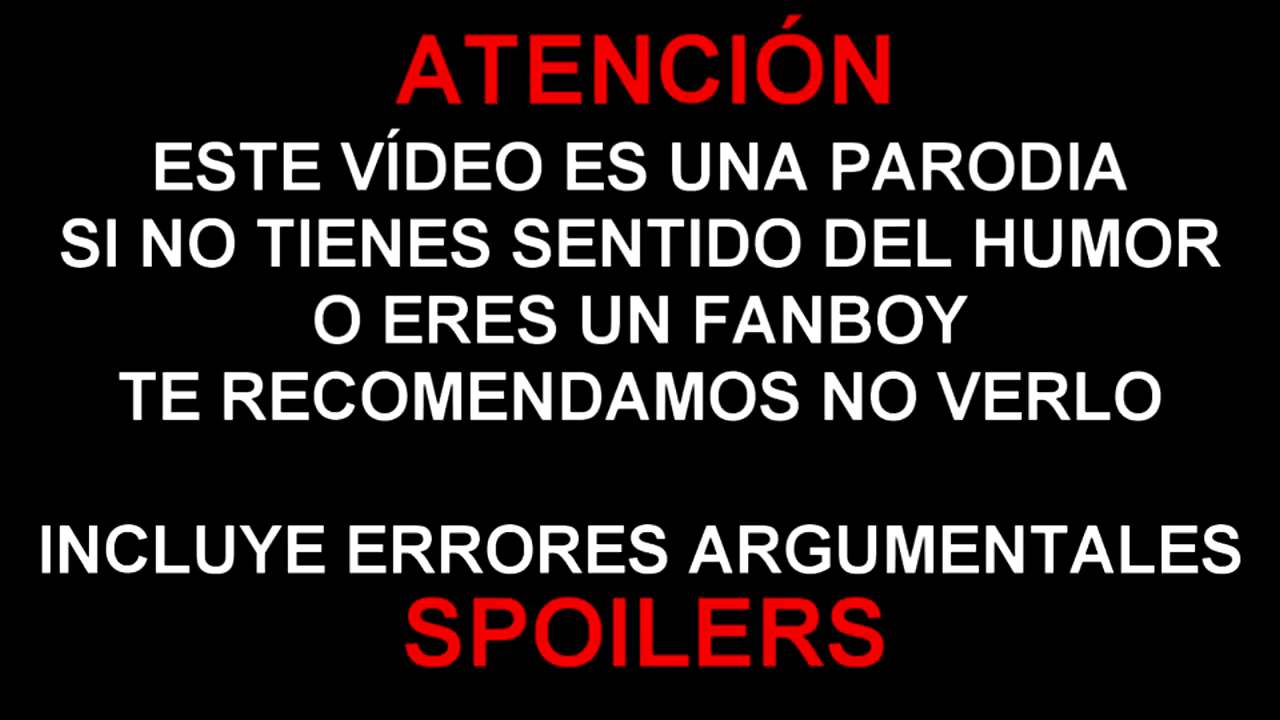 ATENCIÓN
ESTE VÍDEO ES UNA PARODIA
SI NO TIENES SENTIDO DEL HUMOR
O ERES UN FANBOY
TE RECOMENDAMOS NO VERLO
INCLUYE ERRORES ARGUMENTALES
SPOILERS